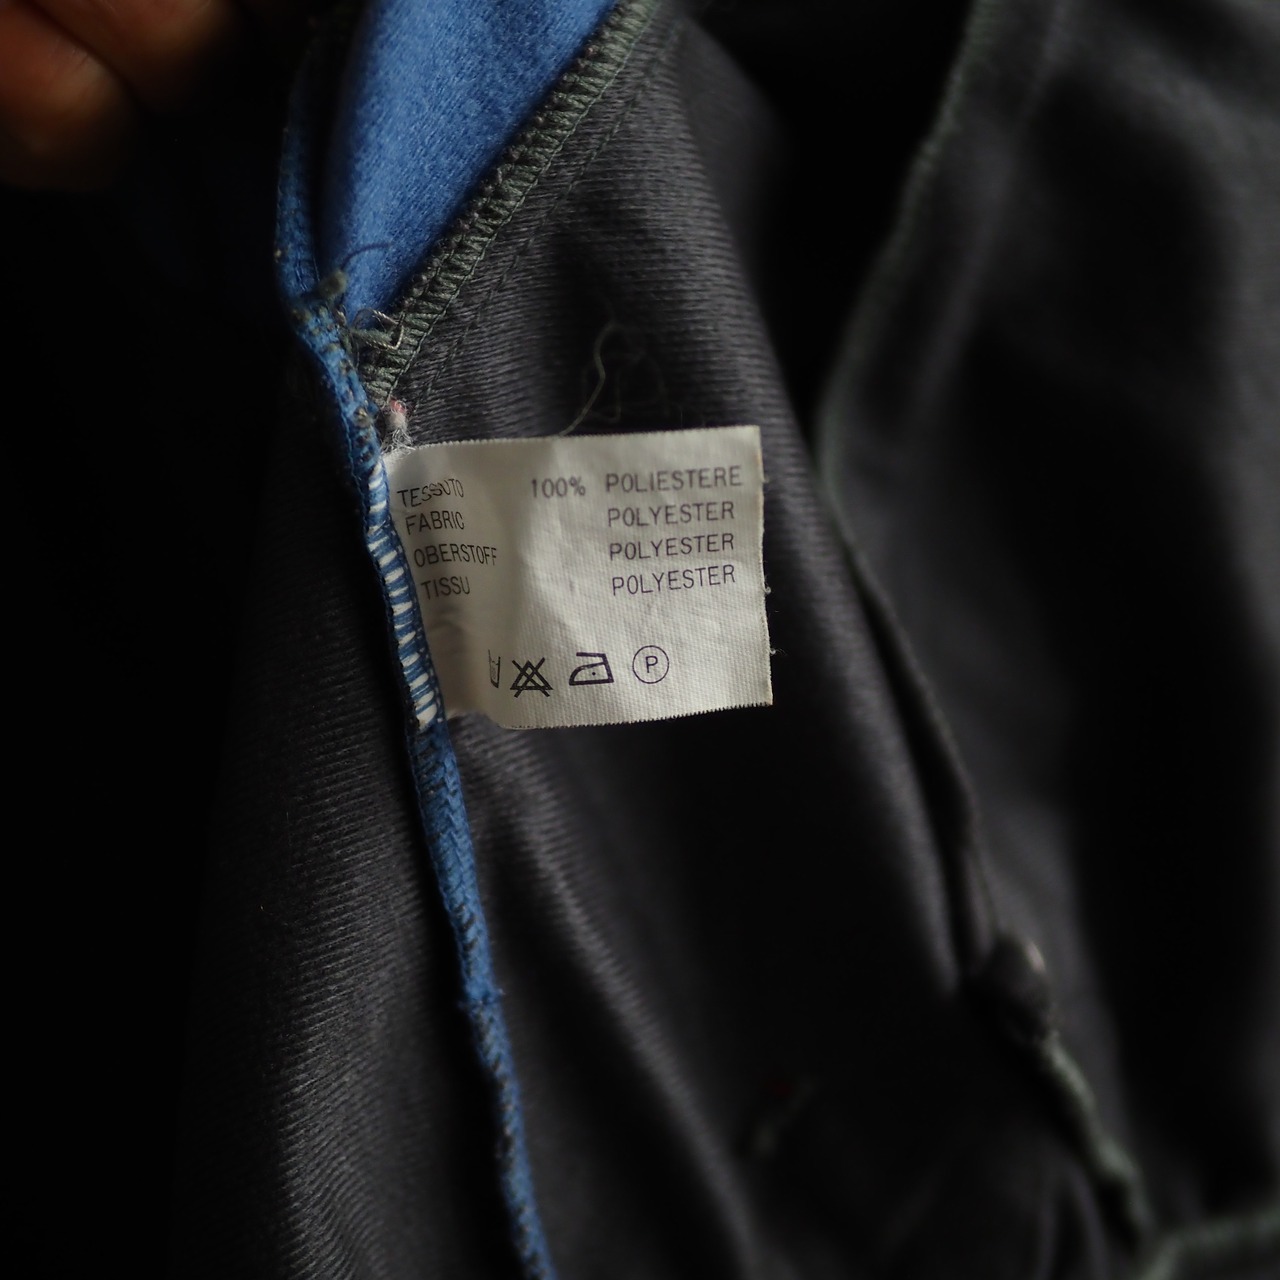 TESSUTO 100% POLIESTERE
FABRIC POLYESTER
OBERSTOFF POLYESTER
TISSU POLYESTER
P